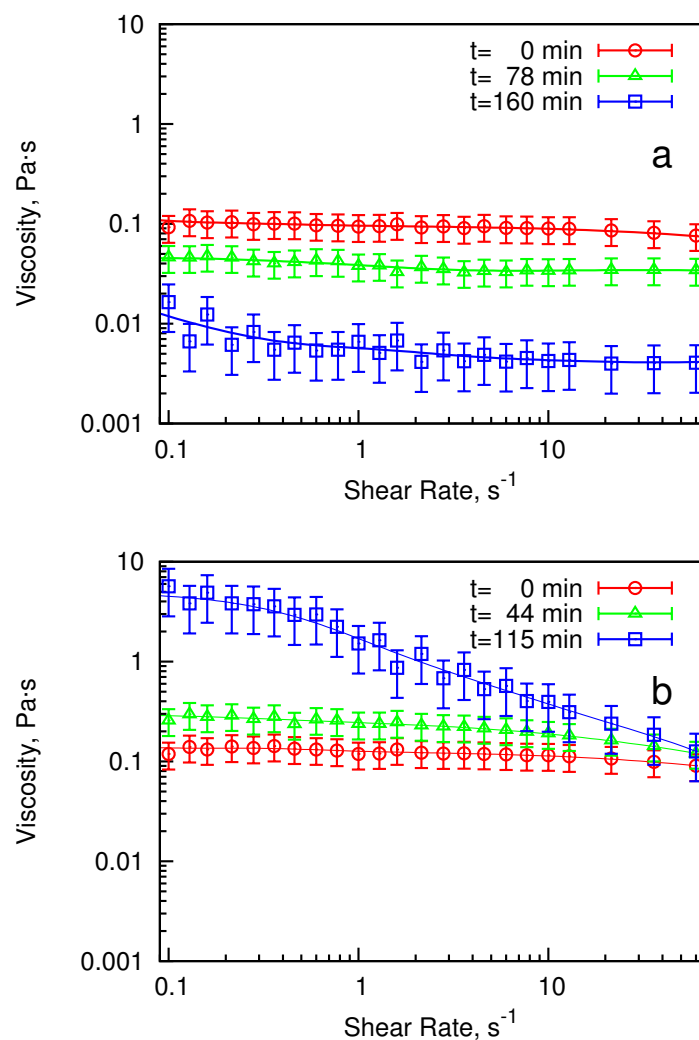 10
1
0.1
0.01
0.001
0.1
1
10
Viscosity, Pa·s
Shear Rate, s⁻¹
t= 0 min
t= 78 min
t=160 min
a
10
1
0.1
0.01
0.001
0.1
1
10
Viscosity, Pa·s
Shear Rate, s⁻¹
t= 0 min
t= 44 min
t=115 min
b